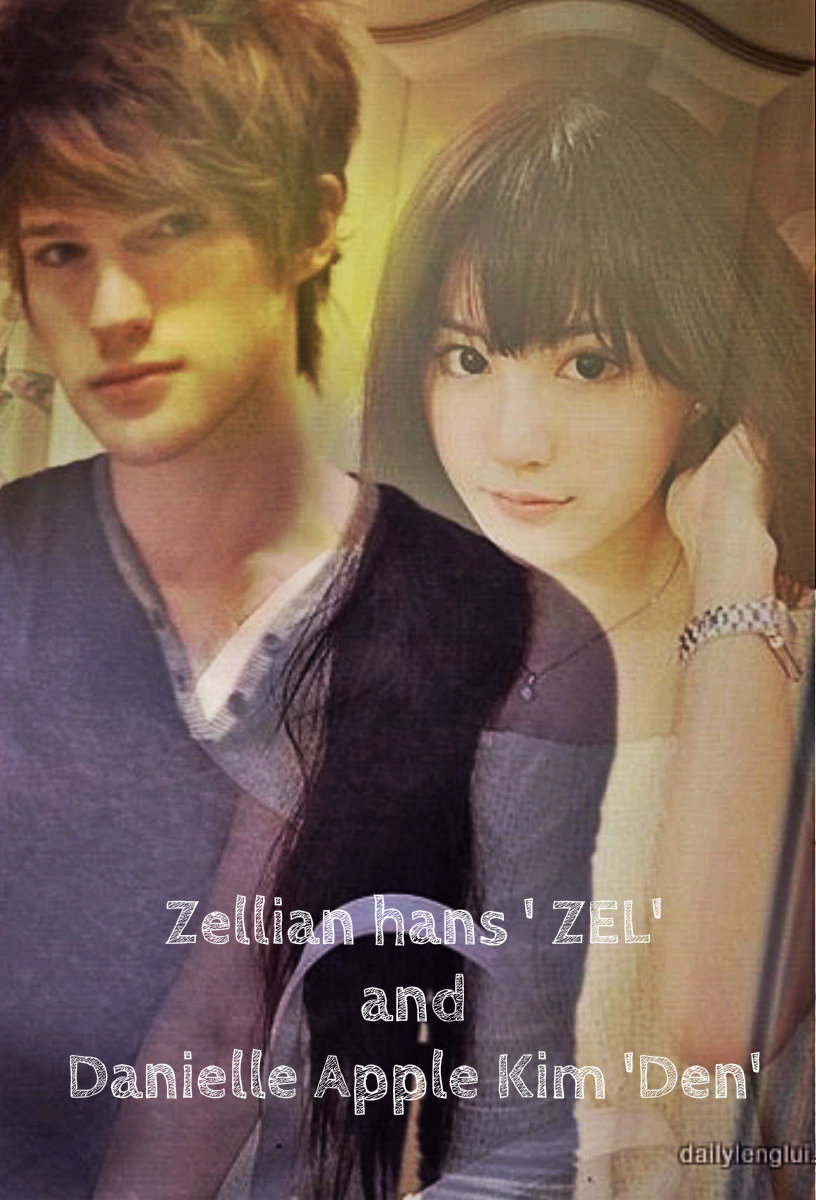 Zellian hans ' ZEL'
and
Danielle Apple Kim 'Den'
dailylenglui.